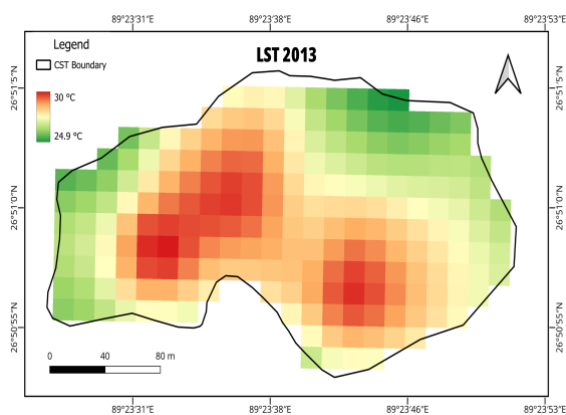 89°23'31"E 89°23'38"E 89°23'46"E 89°23'53"E
LST 2013
Legend
CST Boundary
30 °C
24.9 °C
26°51'5"N 26°51'5"N
26°51'0"N 26°51'0"N
26°50'55"N 26°50'55"N
0 40 80 m
89°23'31"E 89°23'38"E 89°23'46"E 89°23'53"E